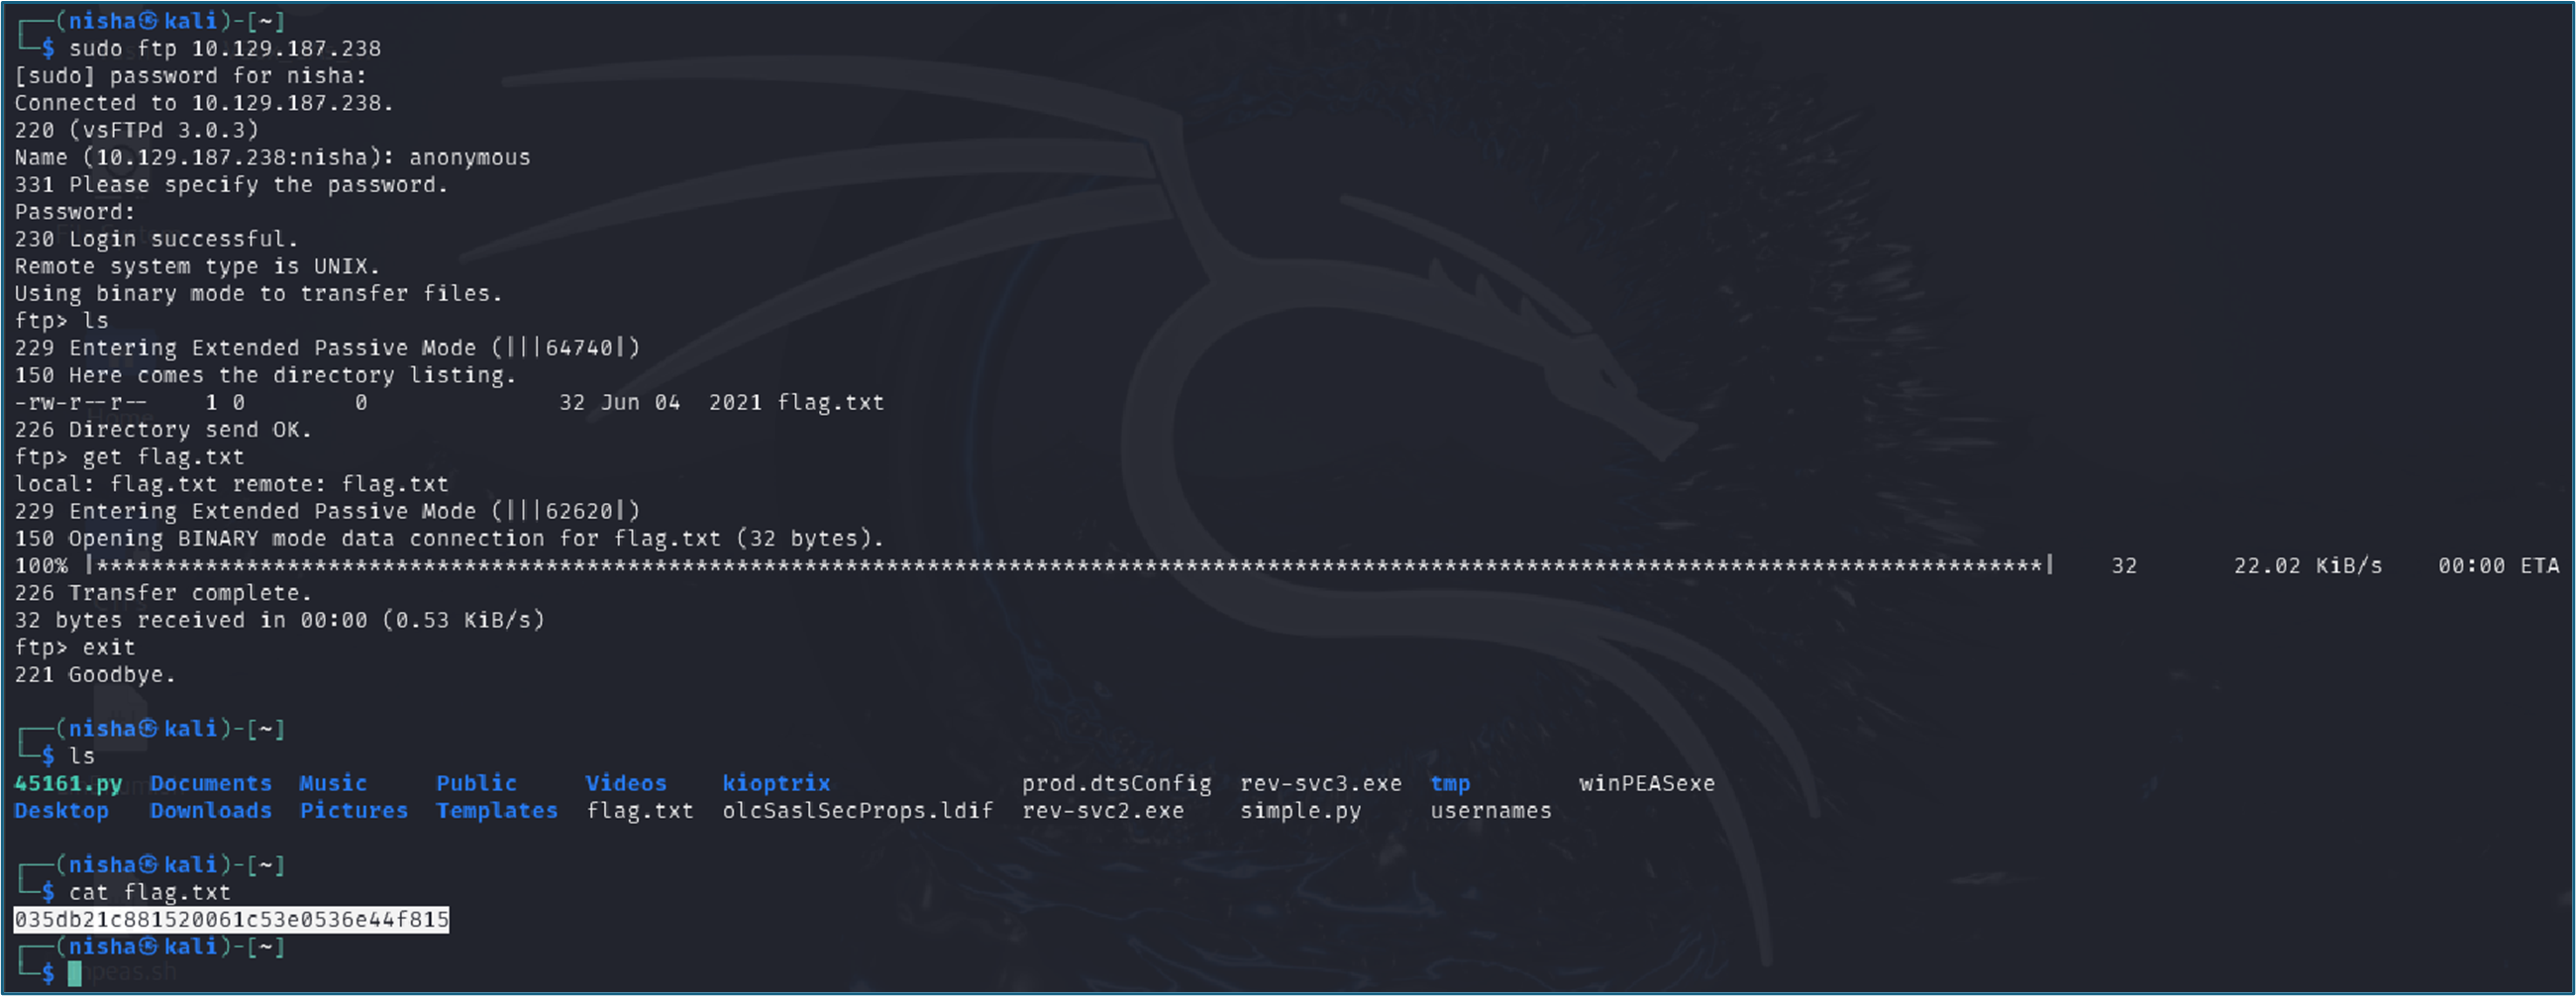 ┌──(nisha㉿kali)-[~]
└─$ sudo ftp 10.129.187.238
[sudo] password for nisha:
Connected to 10.129.187.238.
220 (vsFTPd 3.0.3)
Name (10.129.187.238:nisha): anonymous
331 Please specify the password.
Password:
230 Login successful.
Remote system type is UNIX.
Using binary mode to transfer files.
ftp> ls
229 Entering Extended Passive Mode (|||64740|)
150 Here comes the directory listing.
-rw-r--r--    1 0        0              32 Jun 04  2021 flag.txt
226 Directory send OK.
ftp> get flag.txt
local: flag.txt remote: flag.txt
229 Entering Extended Passive Mode (|||62620|)
150 Opening BINARY mode data connection for flag.txt (32 bytes).
100% |***********************************************************************************************************************************************| 32 22.02 KiB/s 00:00 ETA
226 Transfer complete.
32 bytes received in 00:00 (0.53 KiB/s)
ftp> exit
221 Goodbye.
┌──(nisha㉿kali)-[~]
└─$ ls
45161.py  Documents  Music  Public  Videos  kioptrix  prod.dtsConfig  rev-svc3.exe  tmp  winPEASexe
Desktop  Downloads  Pictures  Templates  flag.txt  olcSaslSecProps.ldif  rev-svc2.exe  simple.py  usernames
┌──(nisha㉿kali)-[~]
└─$ cat flag.txt
035db21c881520061c53e0536e44f815
┌──(nisha㉿kali)-[~]
└─$